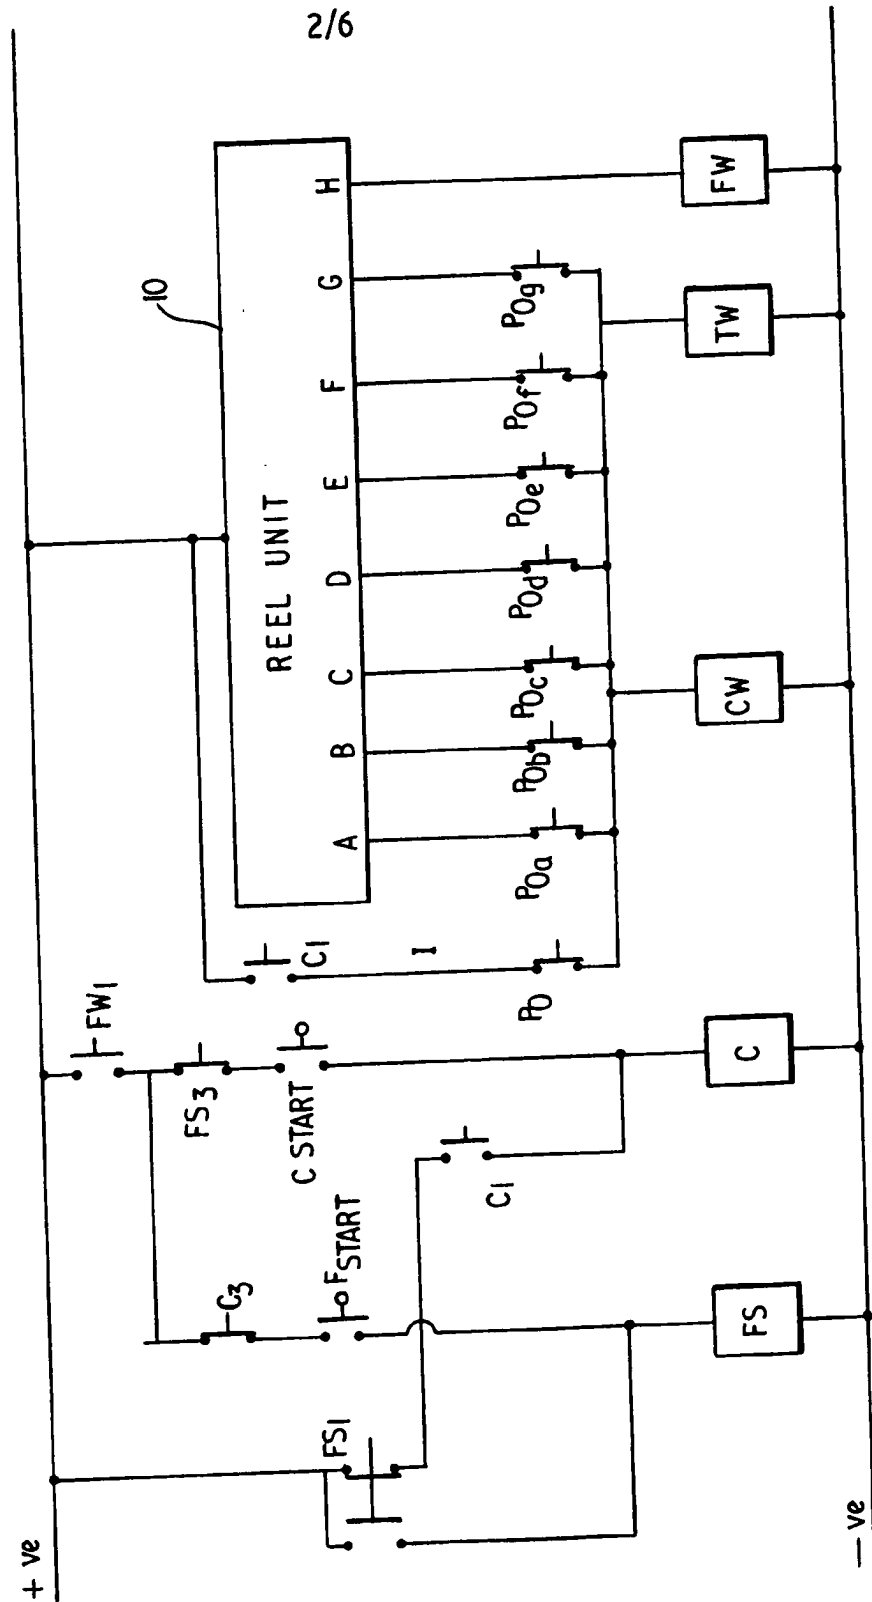 2/6
+ ve
10
REEL UNIT
A B C D E F G H
FW1
FS3
C START
C3
FSTART
FS1
C1
C1
I
P0
P0a
P0b
P0c
P0d
P0e
P0f
P0g
FS
C
CW
TW
FW
− ve